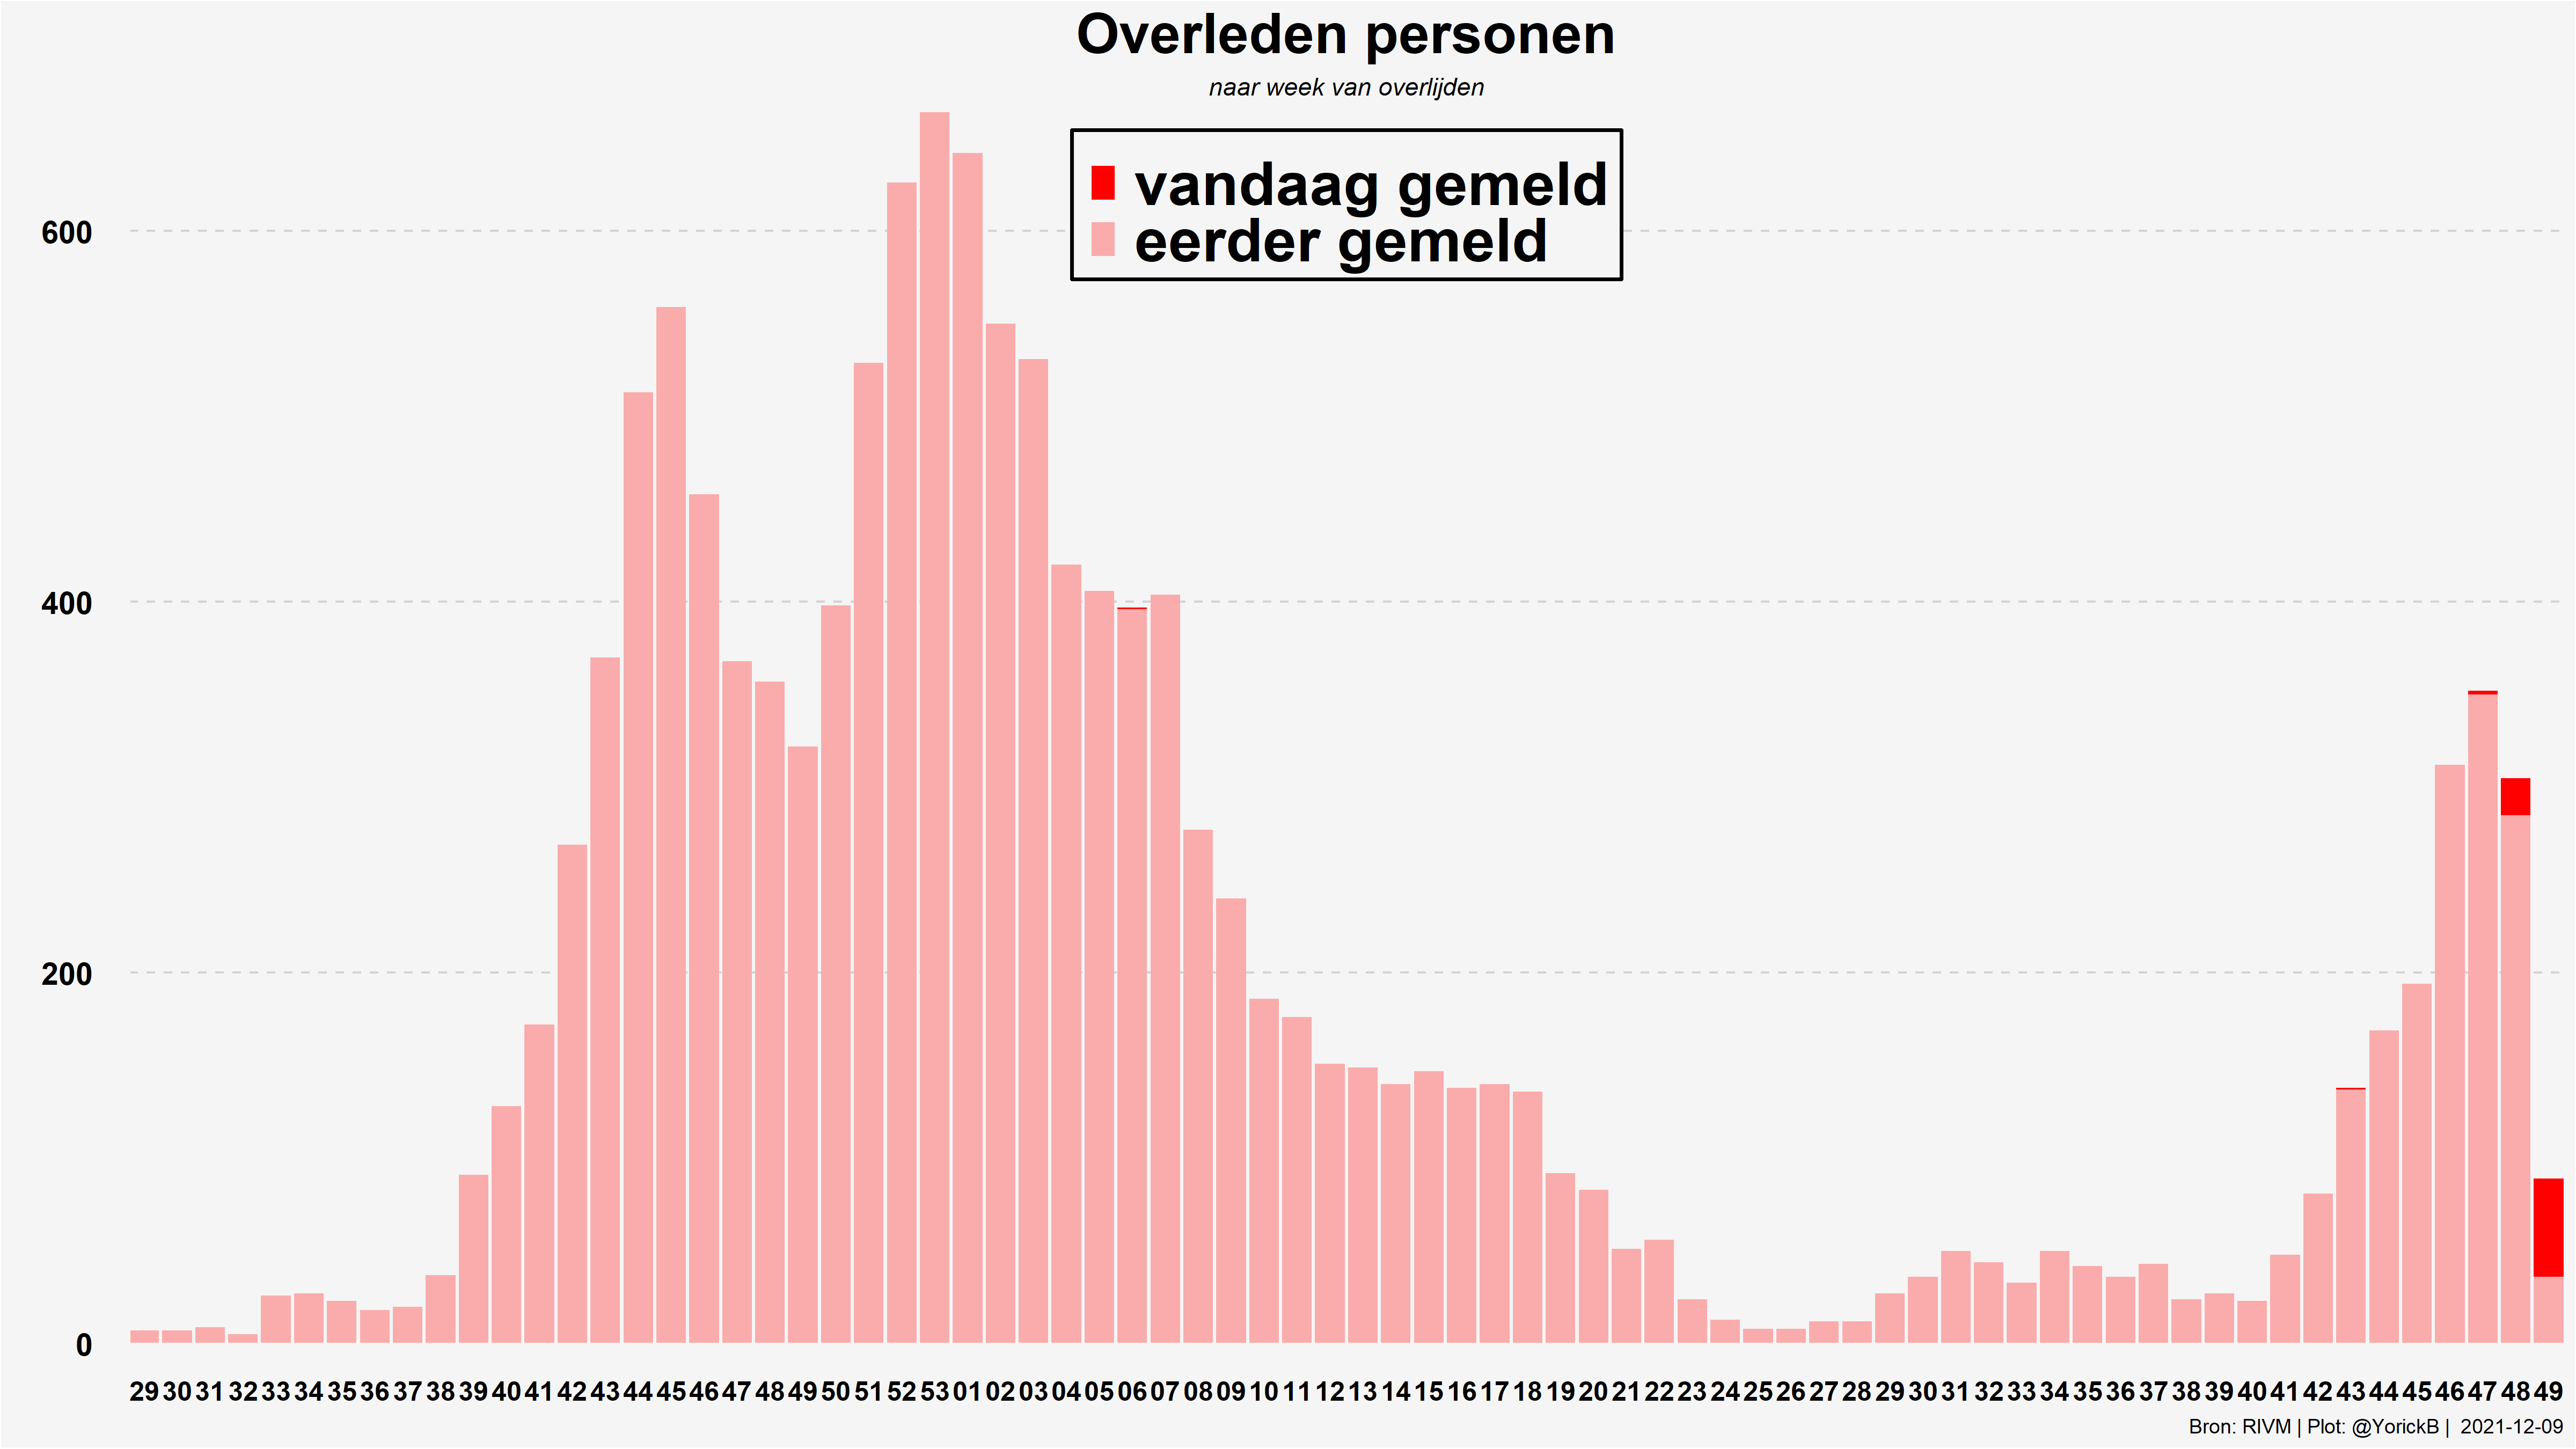 Overleden personen
naar week van overlijden
vandaag gemeld
eerder gemeld
600
400
200
0
29 30 31 32 33 34 35 36 37 38 39 40 41 42 43 44 45 46 47 48 49 50 51 52 53 01 02 03 04 05 06 07 08 09 10 11 12 13 14 15 16 17 18 19 20 21 22 23 24 25 26 27 28 29 30 31 32 33 34 35 36 37 38 39 40 41 42 43 44 45 46 47 48 49
Bron: RIVM | Plot: @YorickB | 2021-12-09